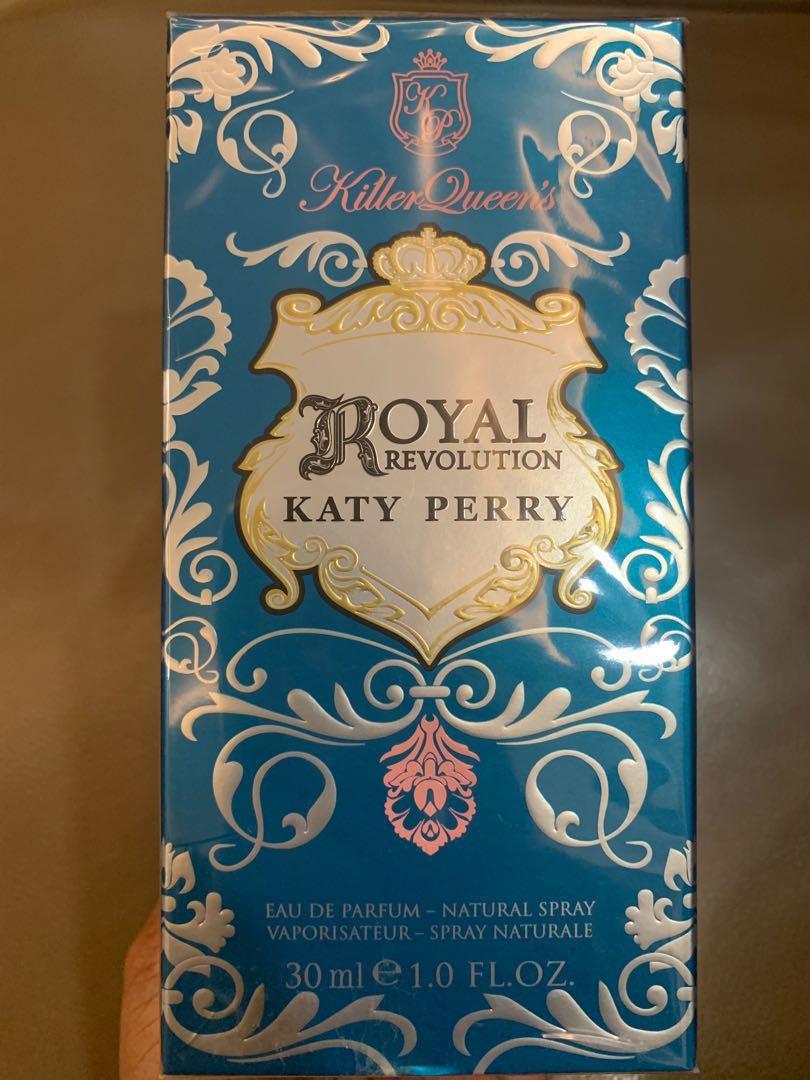 KP
Killer Queen's
ROYAL
REVOLUTION
KATY PERRY
EAU DE PARFUM – NATURAL SPRAY
VAPORISATEUR – SPRAY NATURALE
30 ml ℮ 1.0 FL.OZ.